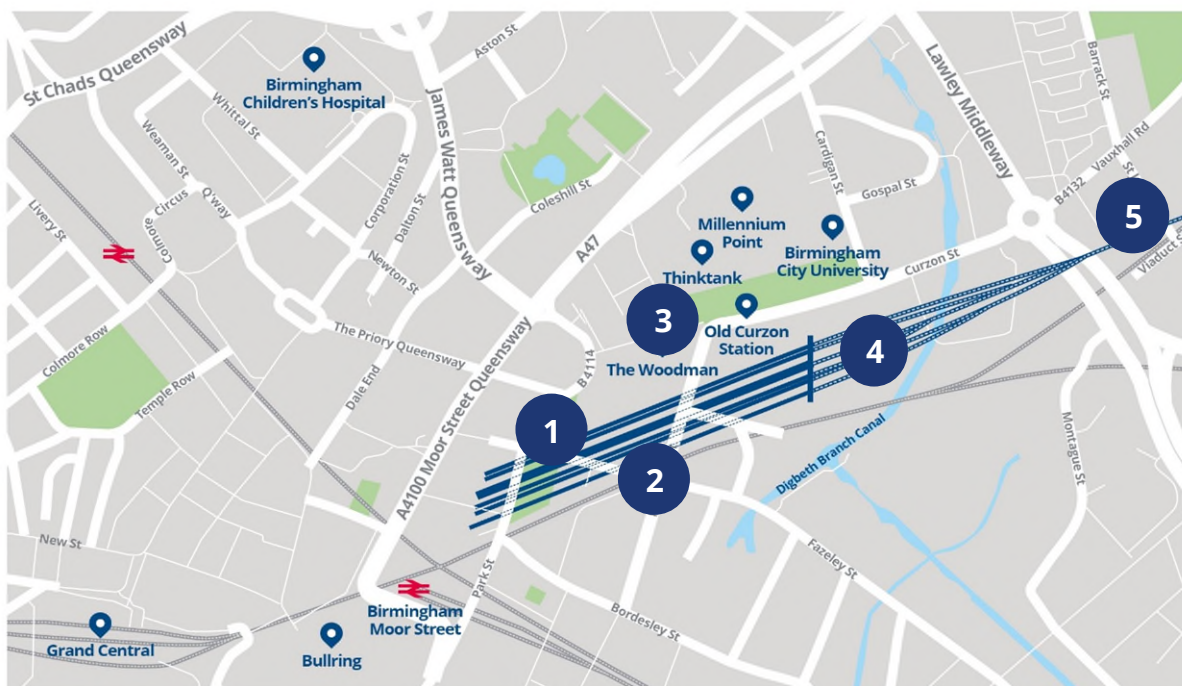 St Chads Queensway
Birmingham
Children's Hospital
Aston St
James Watt Queensway
Lawley Middleway
Barrack St
Vauxhall Rd
B4132
St
Whittal St
Weaman St
Q'way
Circus
Colmore
Livery St
Corporation St
Dalton St
Newton St
Coleshill St
A47
Cardigan St
Gospal St
Millennium
Point
Birmingham
City University
Thinktank
Curzon St
5
Viaduct S
3
Old Curzon
Station
4
The Woodman
The Priory Queensway
B4114
Colmore Row
Temple Row
Dale End
A4100 Moor Street Queensway
1
2
Digbeth Branch Canal
Montague St
Fazeley St
New St
Park St
Bordesley St
Birmingham
Moor Street
Grand Central
Bullring